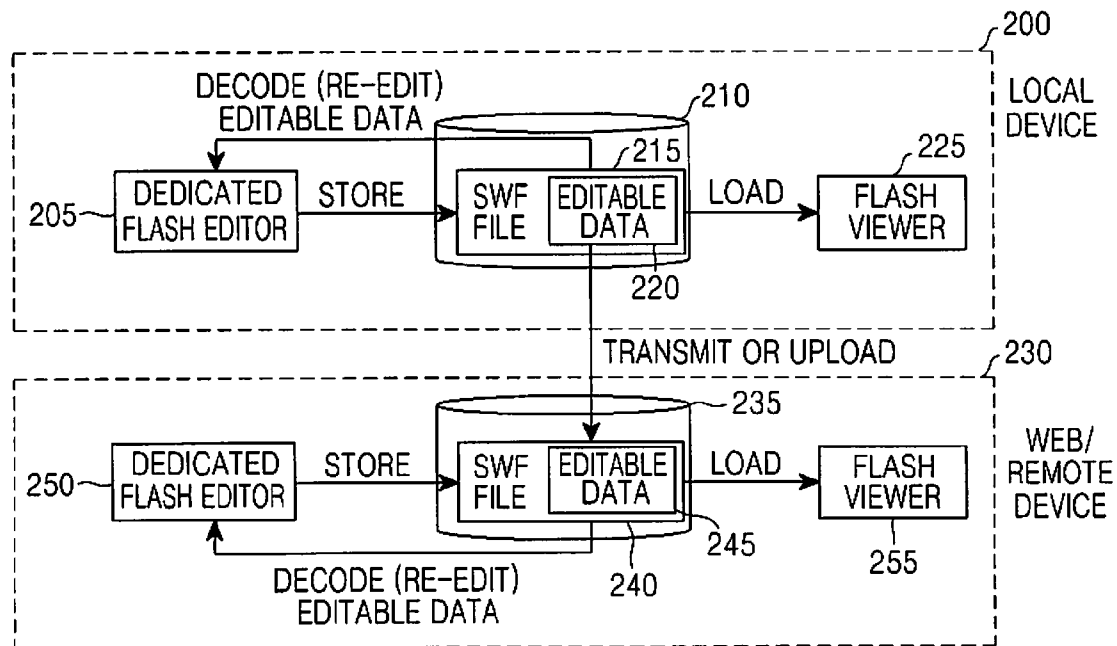 200
DECODE (RE-EDIT)
EDITABLE DATA
210
LOCAL
DEVICE
215
225
205
DEDICATED
FLASH EDITOR
STORE
SWF
FILE
EDITABLE
DATA
LOAD
FLASH
VIEWER
220
TRANSMIT OR UPLOAD
230
235
250
DEDICATED
FLASH EDITOR
STORE
SWF
FILE
EDITABLE
DATA
LOAD
FLASH
VIEWER
WEB/
REMOTE
DEVICE
245
255
240
DECODE (RE-EDIT)
EDITABLE DATA